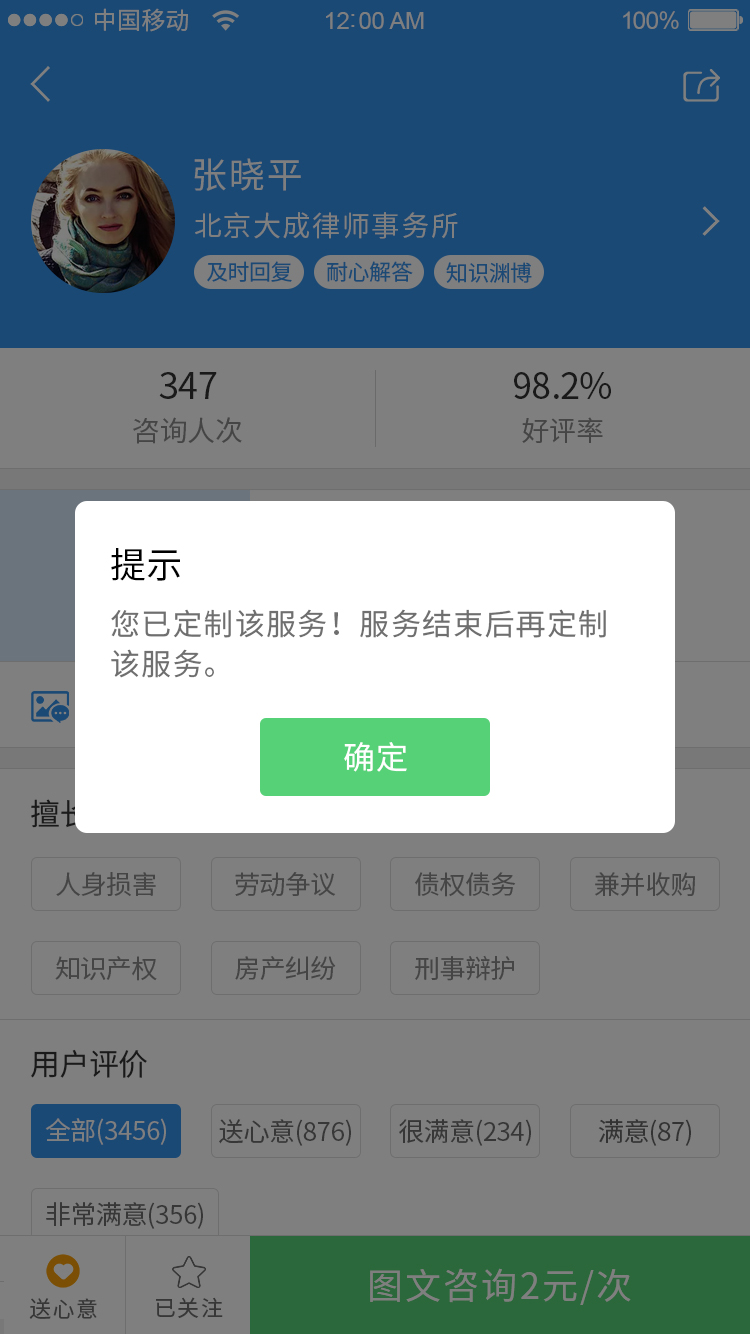 中国移动
12:00 AM
100%
张晓平
北京大成律师事务所
及时回复 耐心解答 知识渊博
347
98.2%
咨询人次
好评率
提示
您已定制该服务！服务结束后再定制
该服务。
确定
擅长
人身损害 劳动争议 债权债务 兼并收购
知识产权 房产纠纷 刑事辩护
用户评价
全部(3456) 送心意(876) 很满意(234) 满意(87)
非常满意(356)
送心意
已关注
图文咨询2元/次